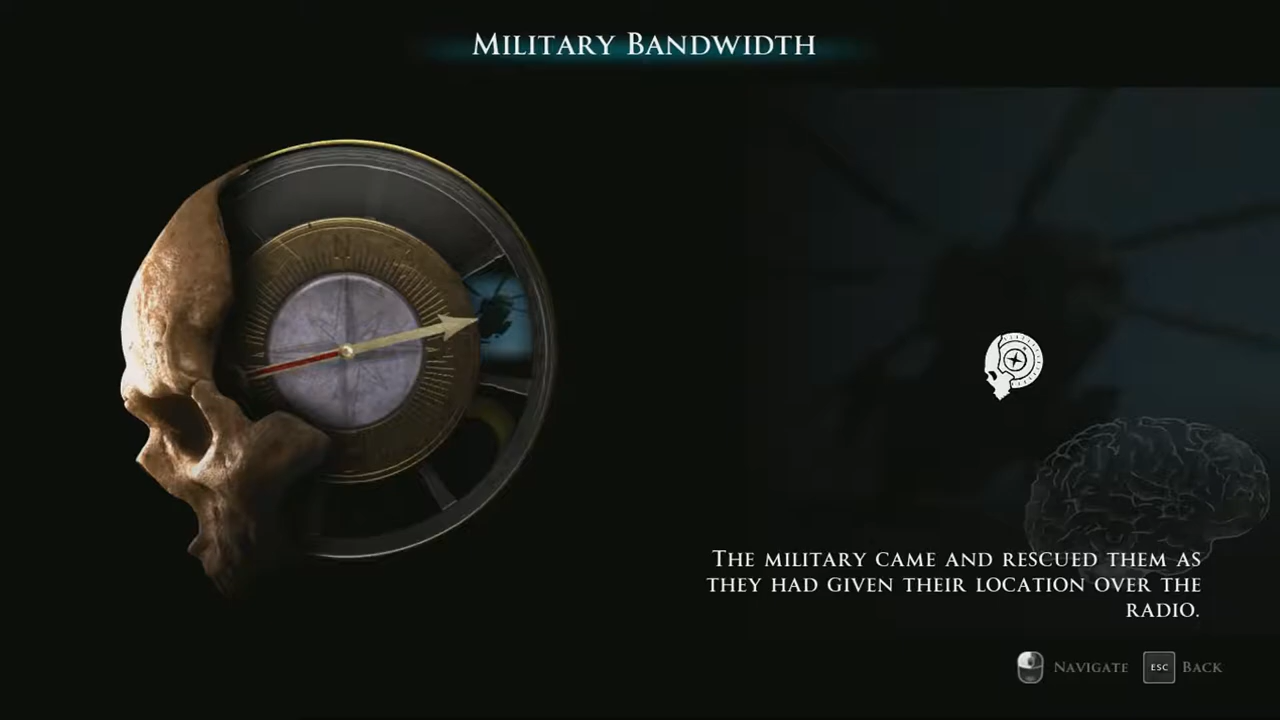 Military Bandwidth
N
The military came and rescued them as
they had given their location over the
radio.
Navigate ESC Back